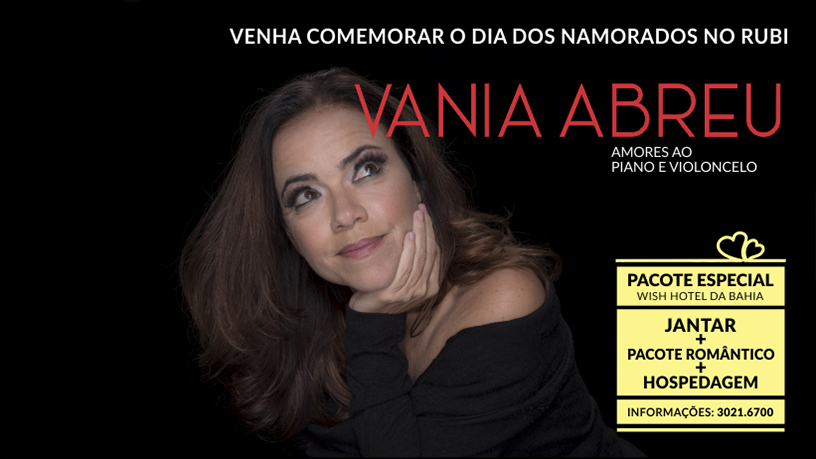 VENHA COMEMORAR O DIA DOS NAMORADOS NO RUBI
VANIA ABREU
AMORES AO
PIANO E VIOLONCELO
PACOTE ESPECIAL
WISH HOTEL DA BAHIA
JANTAR
+
PACOTE ROMÂNTICO
+
HOSPEDAGEM
INFORMAÇÕES: 3021.6700